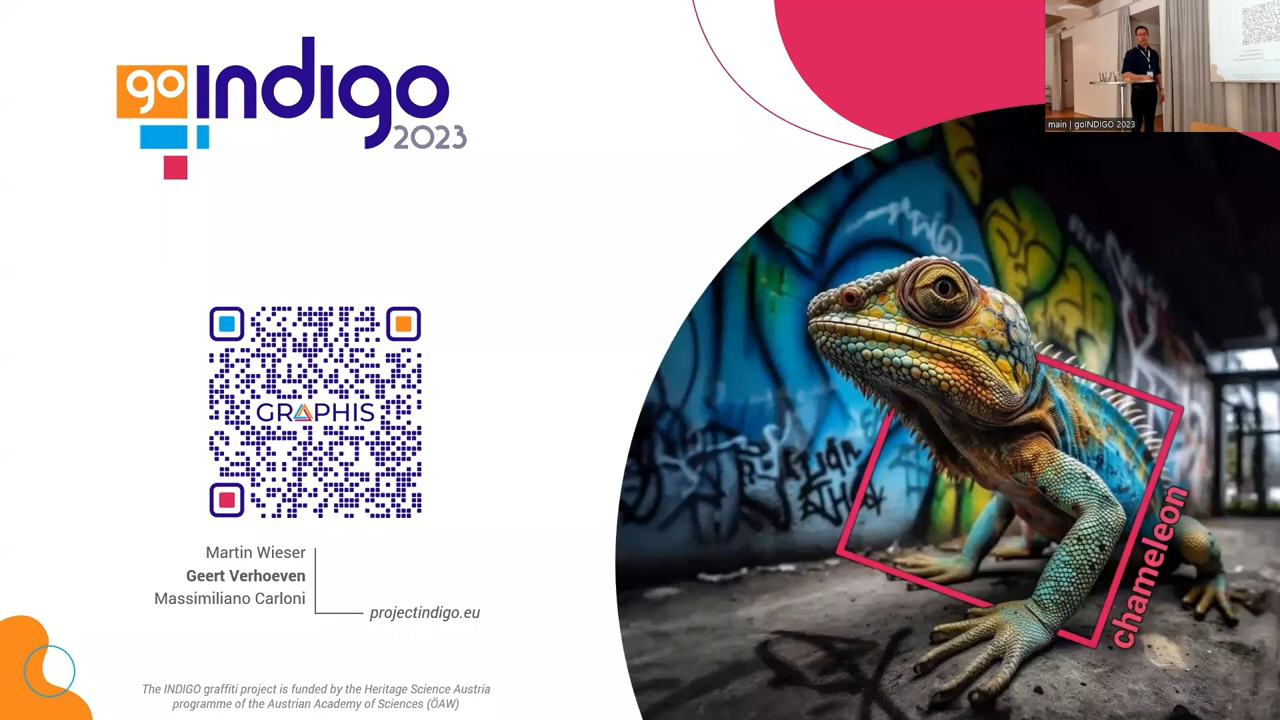 go indigo
2023
GRAPHIS
Martin Wieser
Geert Verhoeven
Massimiliano Carloni
projectindigo.eu
The INDIGO graffiti project is funded by the Heritage Science Austria
programme of the Austrian Academy of Sciences (ÖAW)
main | goINDIGO 2023
chameleon